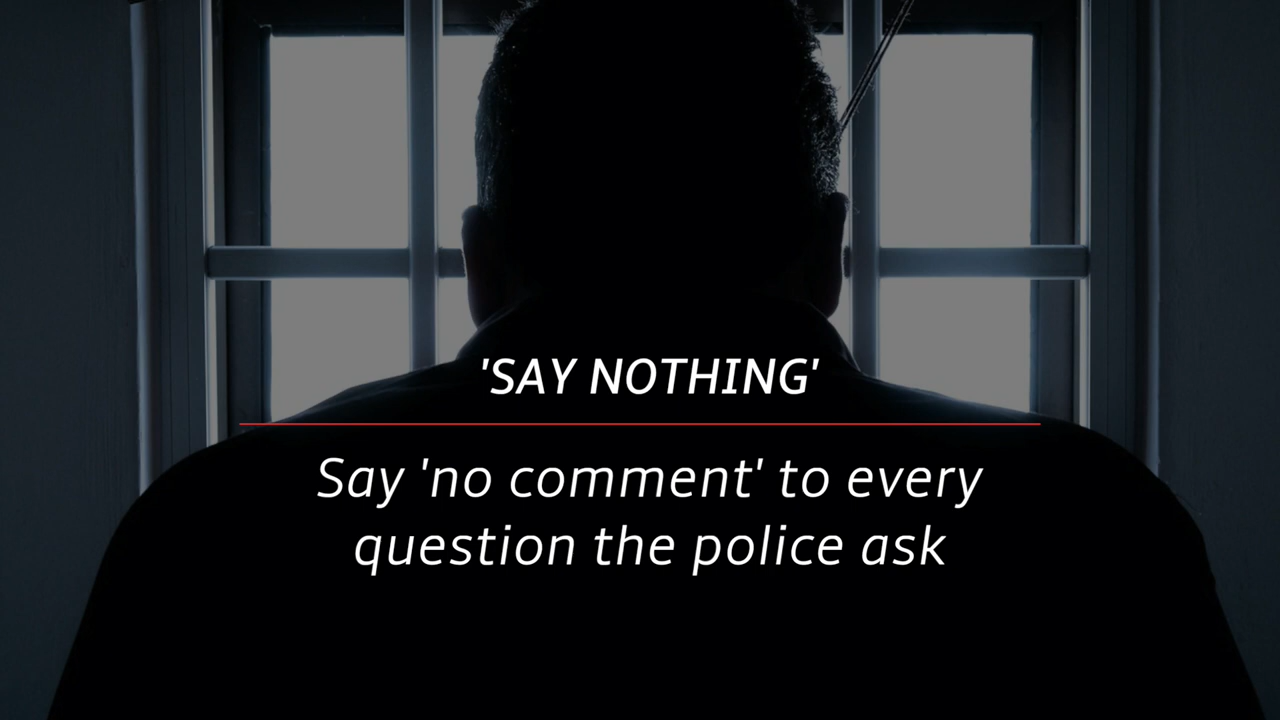 'SAY NOTHING'
Say 'no comment' to every
question the police ask